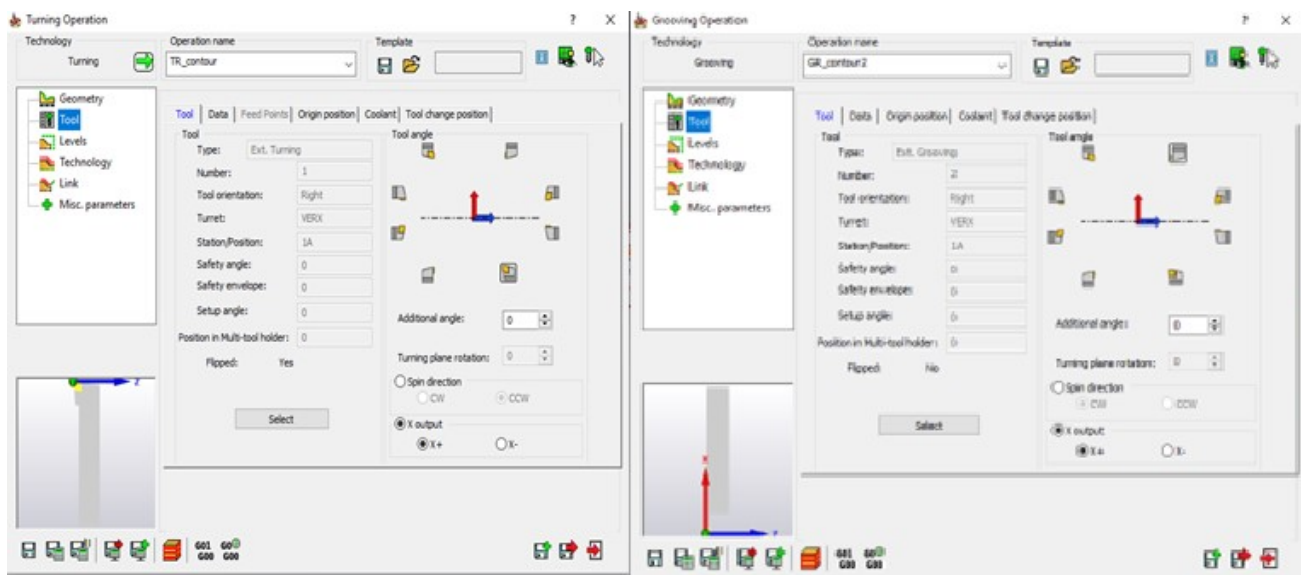 Turning Operation
? X
Technology
Turning
Operation name
TR_contour
Template
Geometry
Tool
Levels
Technology
Link
Misc. parameters
Tool Data Feed Points Origin position Coolant Tool change position
Tool
Type: Ext. Turning
Number: 1
Tool orientation: Right
Turret: VERX
Station/Position: 1A
Safety angle: 0
Safety envelope: 0
Setup angle: 0
Position in Multi-tool holder: 0
Flipped: Yes
Select
Tool angle
Additional angle: 0
Turning plane rotation: 0
Spin direction
CW CCW
X output
X+ X-
Z
G01 G0
G00 G00
Grooving Operation
? X
Technology
Grooving
Operation name
GR_contour2
Template
Geometry
Tool
Levels
Technology
Link
Misc. parameters
Tool Data Origin position Coolant Tool change position
Tool
Type: Ext. Grooving
Number: 2
Tool orientation: Right
Turret: VERX
Station/Position: 1A
Safety angle: 0
Safety envelope: 0
Setup angle: 0
Position in Multi-tool holder: 0
Flipped: No
Select
Tool angle
Additional angle: 0
Turning plane rotation: 0
Spin direction
CW CCW
X output
X+ X-
X
G01 G0
G00 G00